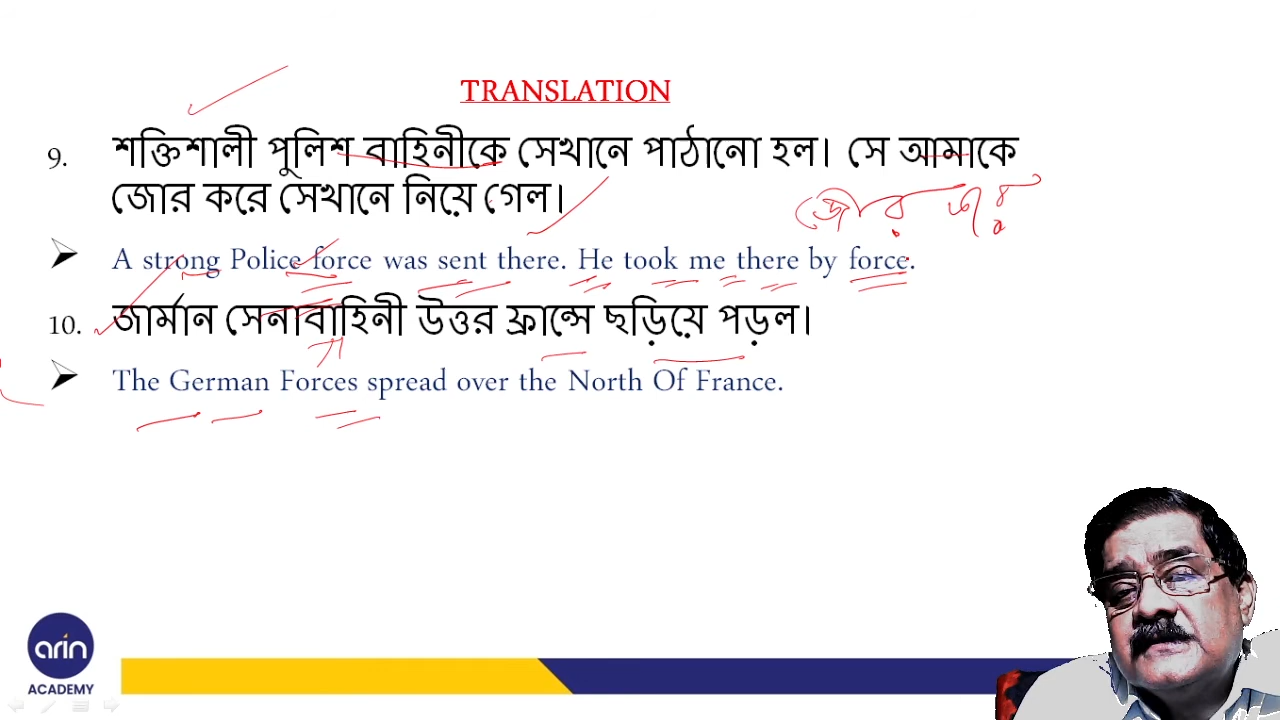 TRANSLATION
9. শক্তিশালী পুলিশ বাহিনীকে সেখানে পাঠানো হল। সে আমাকে
জোর করে সেখানে নিয়ে গেল।
জোর
A strong Police force was sent there. He took me there by force.
10. জার্মান সেনাবাহিনী উত্তর ফ্রান্সে ছড়িয়ে পড়ল।
The German Forces spread over the North Of France.
arin
ACADEMY